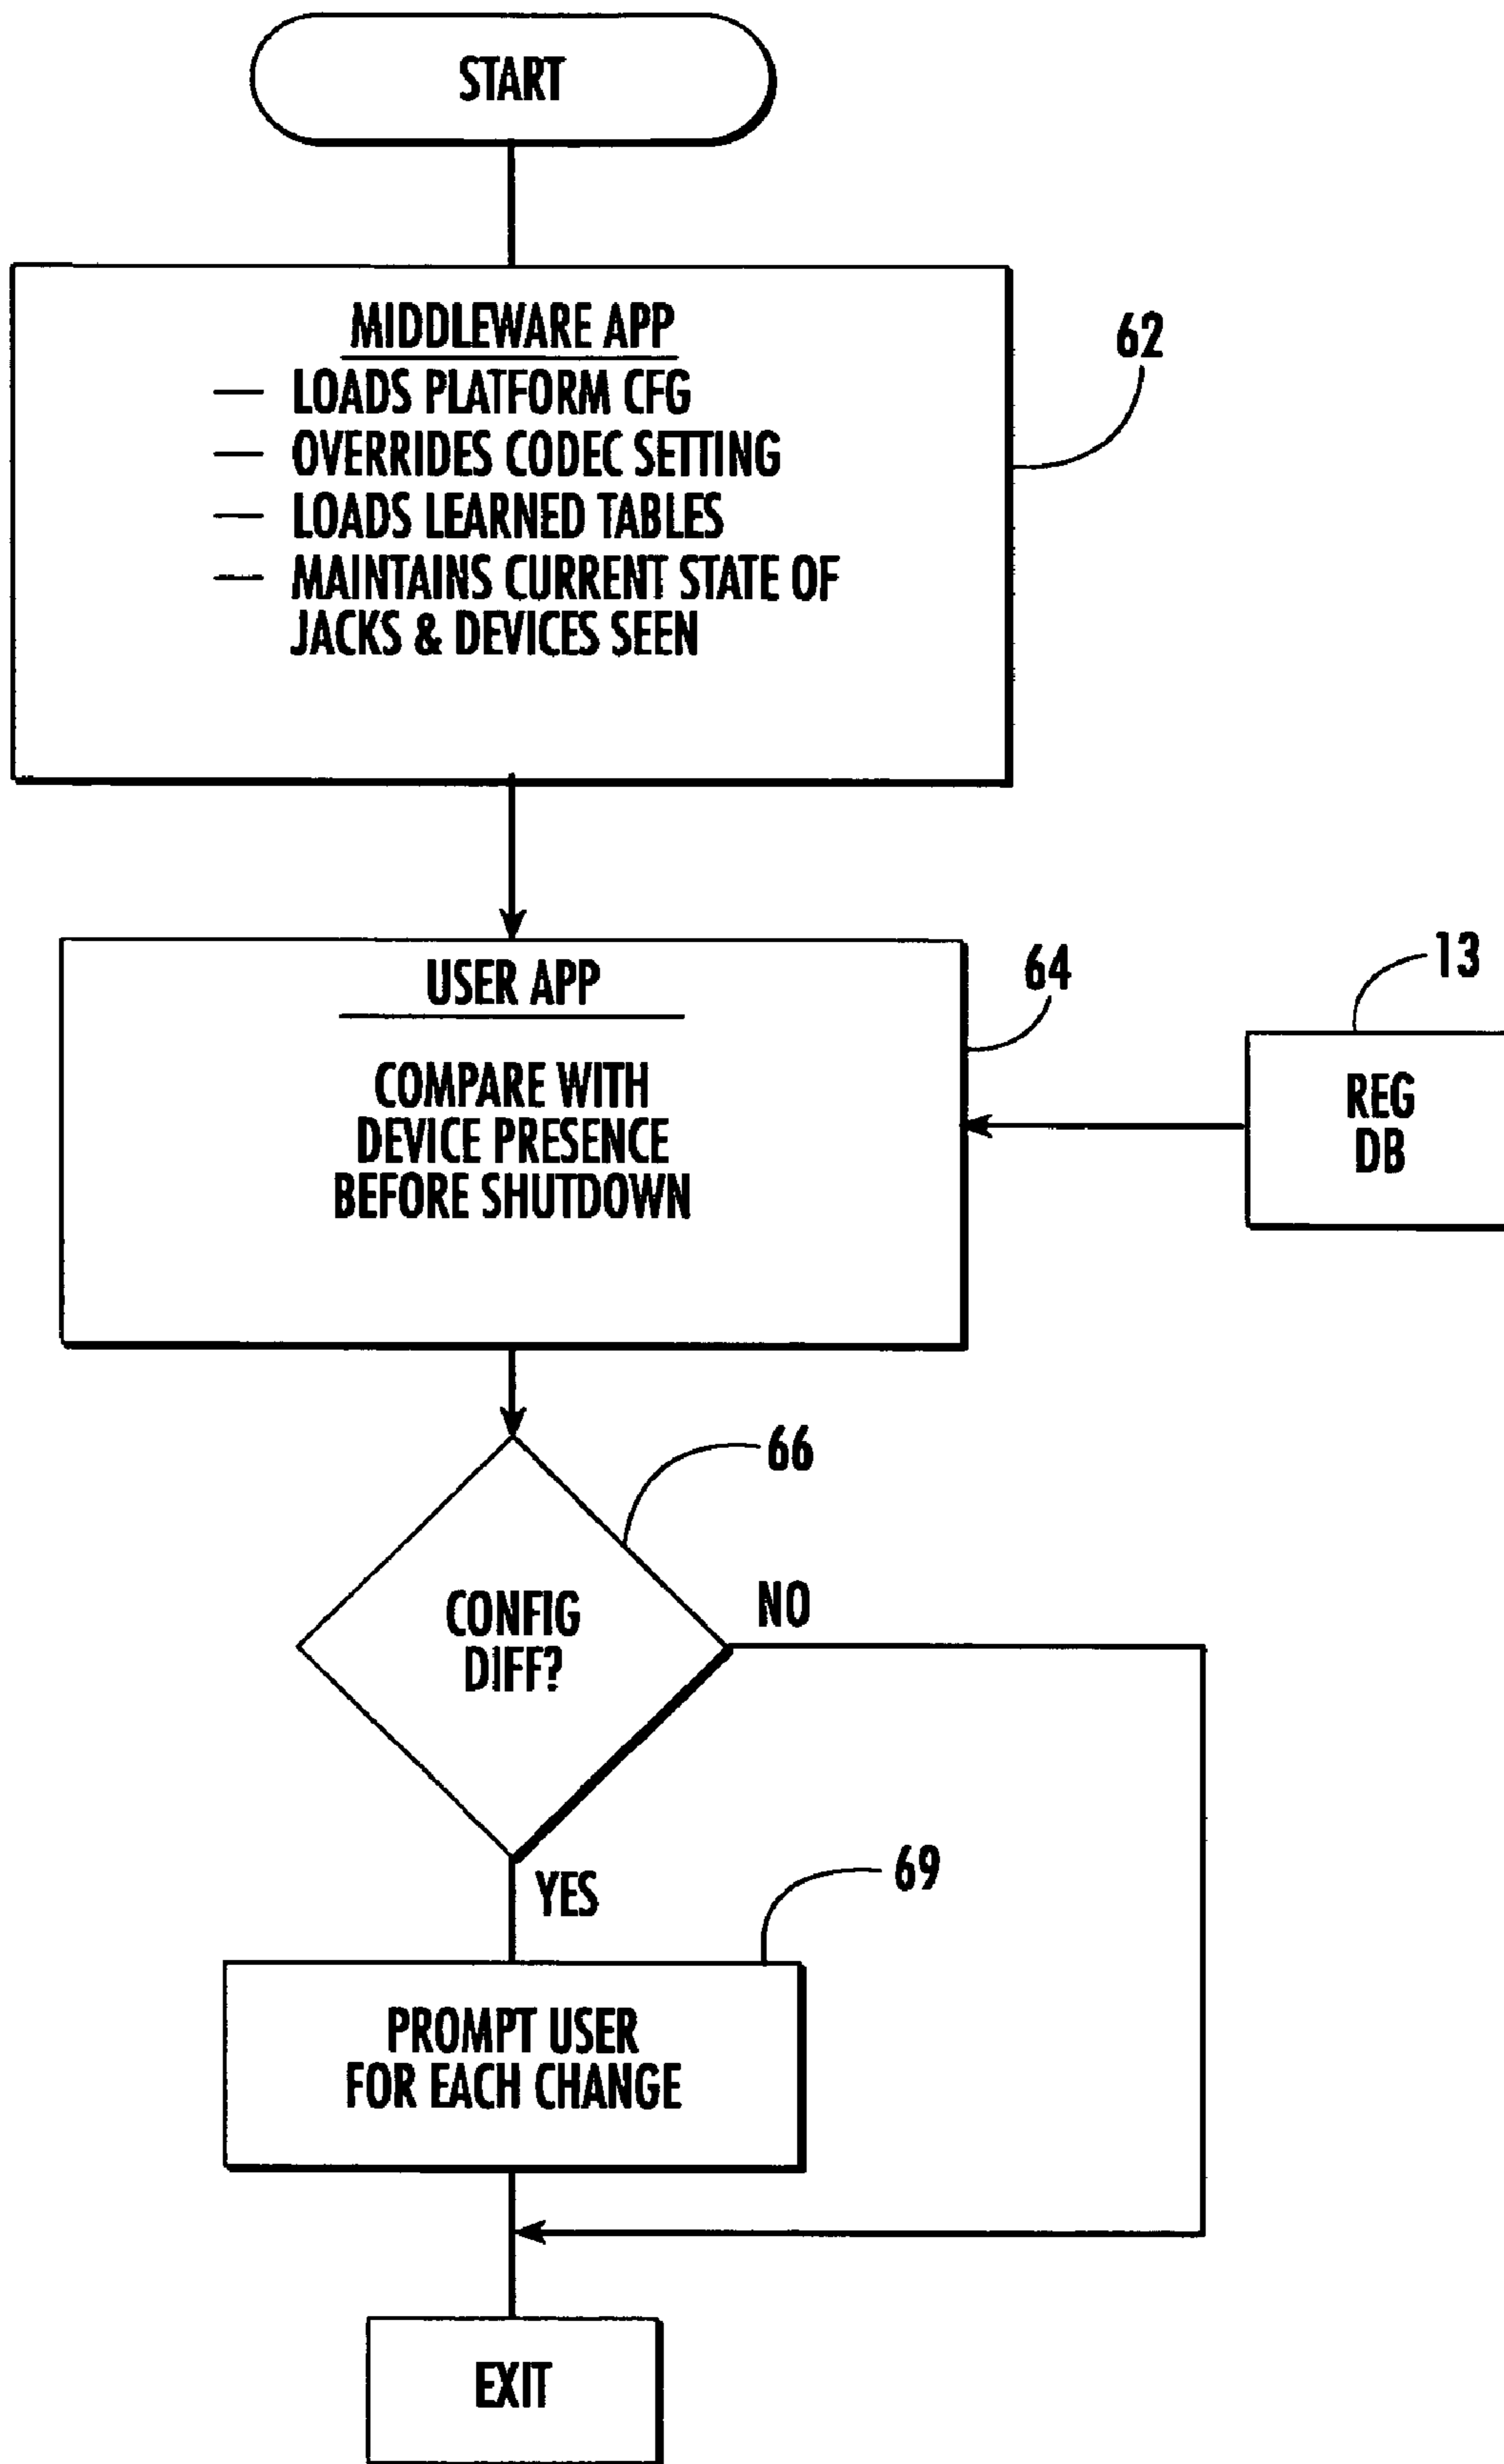 START
MIDDLEWARE APP
— LOADS PLATFORM CFG
— OVERRIDES CODEC SETTING
— LOADS LEARNED TABLES
— MAINTAINS CURRENT STATE OF
JACKS & DEVICES SEEN
62
USER APP
COMPARE WITH
DEVICE PRESENCE
BEFORE SHUTDOWN
64
13
REG
DB
66
CONFIG
DIFF?
NO
YES
69
PROMPT USER
FOR EACH CHANGE
EXIT